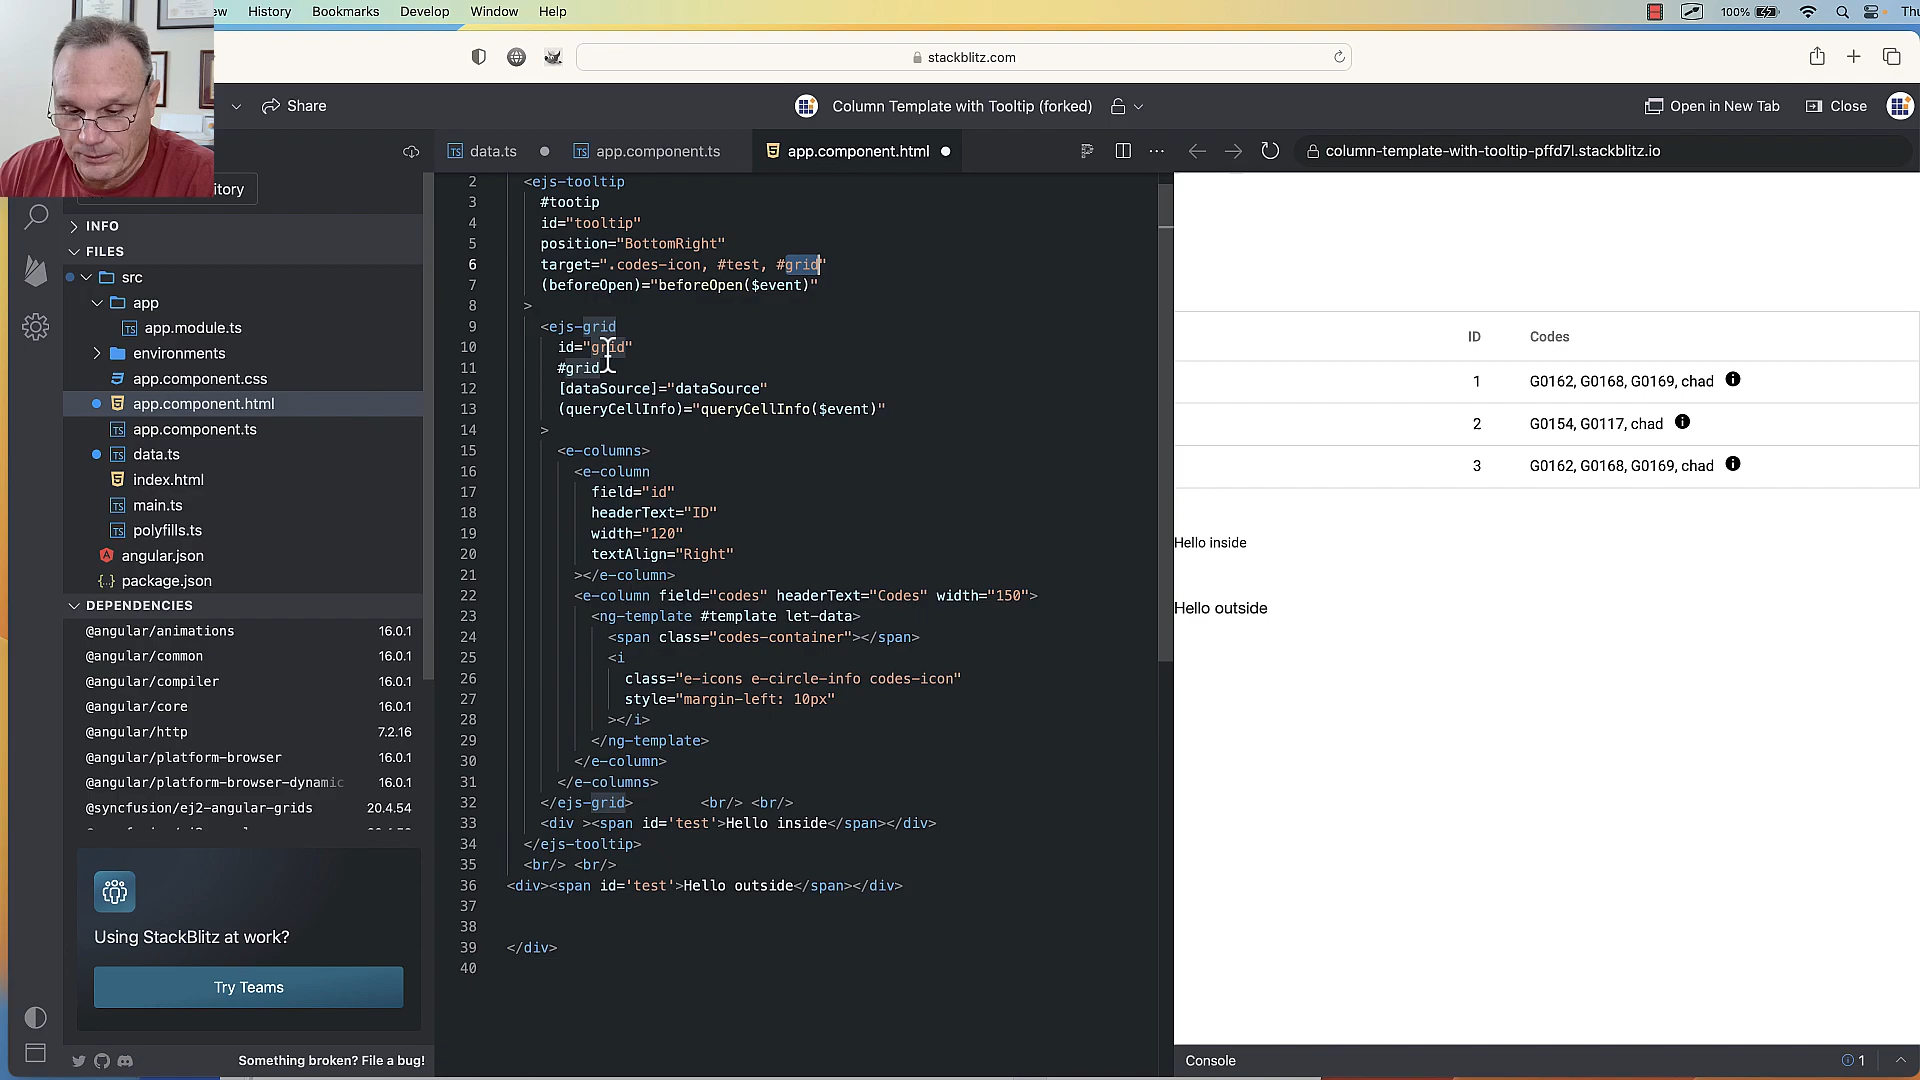 History Bookmarks Develop Window Help
100%
stackblitz.com
Share
Column Template with Tooltip (forked)
Open in New Tab
Close
data.ts
app.component.ts
app.component.html
column-template-with-tooltip-pffd7l.stackblitz.io
INFO
FILES
src
app
app.module.ts
environments
app.component.css
app.component.html
app.component.ts
data.ts
index.html
main.ts
polyfills.ts
angular.json
package.json
DEPENDENCIES
@angular/animations 16.0.1
@angular/common 16.0.1
@angular/compiler 16.0.1
@angular/core 16.0.1
@angular/http 7.2.16
@angular/platform-browser 16.0.1
@angular/platform-browser-dynamic 16.0.1
@syncfusion/ej2-angular-grids 20.4.54
Using StackBlitz at work?
Try Teams
Something broken? File a bug!
2 <ejs-tooltip
3 #tootip
4 id="tooltip"
5 position="BottomRight"
6 target=".codes-icon, #test, #grid"
7 (beforeOpen)="beforeOpen($event)"
8 >
9 <ejs-grid
10 id="grid"
11 #grid
12 [dataSource]="dataSource"
13 (queryCellInfo)="queryCellInfo($event)"
14 >
15 <e-columns>
16 <e-column
17 field="id"
18 headerText="ID"
19 width="120"
20 textAlign="Right"
21 ></e-column>
22 <e-column field="codes" headerText="Codes" width="150">
23 <ng-template #template let-data>
24 <span class="codes-container"></span>
25 <i
26 class="e-icons e-circle-info codes-icon"
27 style="margin-left: 10px"
28 ></i>
29 </ng-template>
30 </e-column>
31 </e-columns>
32 </ejs-grid> <br/> <br/>
33 <div ><span id='test'>Hello inside</span></div>
34 </ejs-tooltip>
35 <br/> <br/>
36 <div><span id='test'>Hello outside</span></div>
37
38
39 </div>
40
ID Codes
1 G0162, G0168, G0169, chad
2 G0154, G0117, chad
3 G0162, G0168, G0169, chad
Hello inside
Hello outside
Console
1